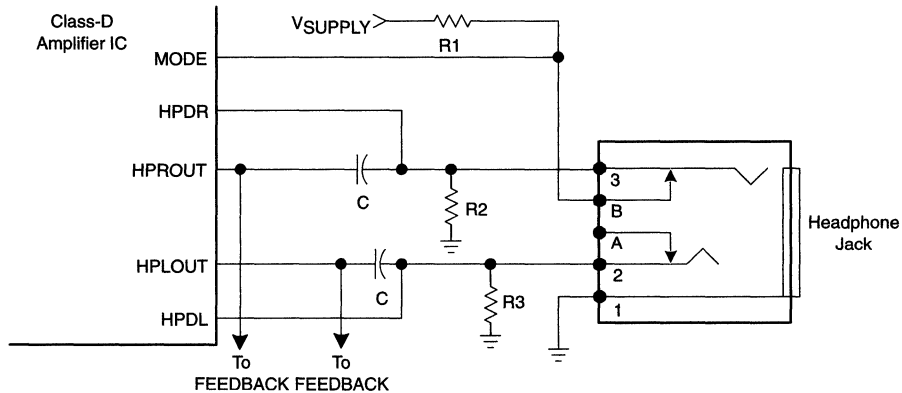 Class-D
Amplifier IC
VSUPPLY
R1
MODE
HPDR
HPROUT
C
R2
3
B
A
2
1
Headphone
Jack
HPLOUT
C
R3
HPDL
To
FEEDBACK
To
FEEDBACK